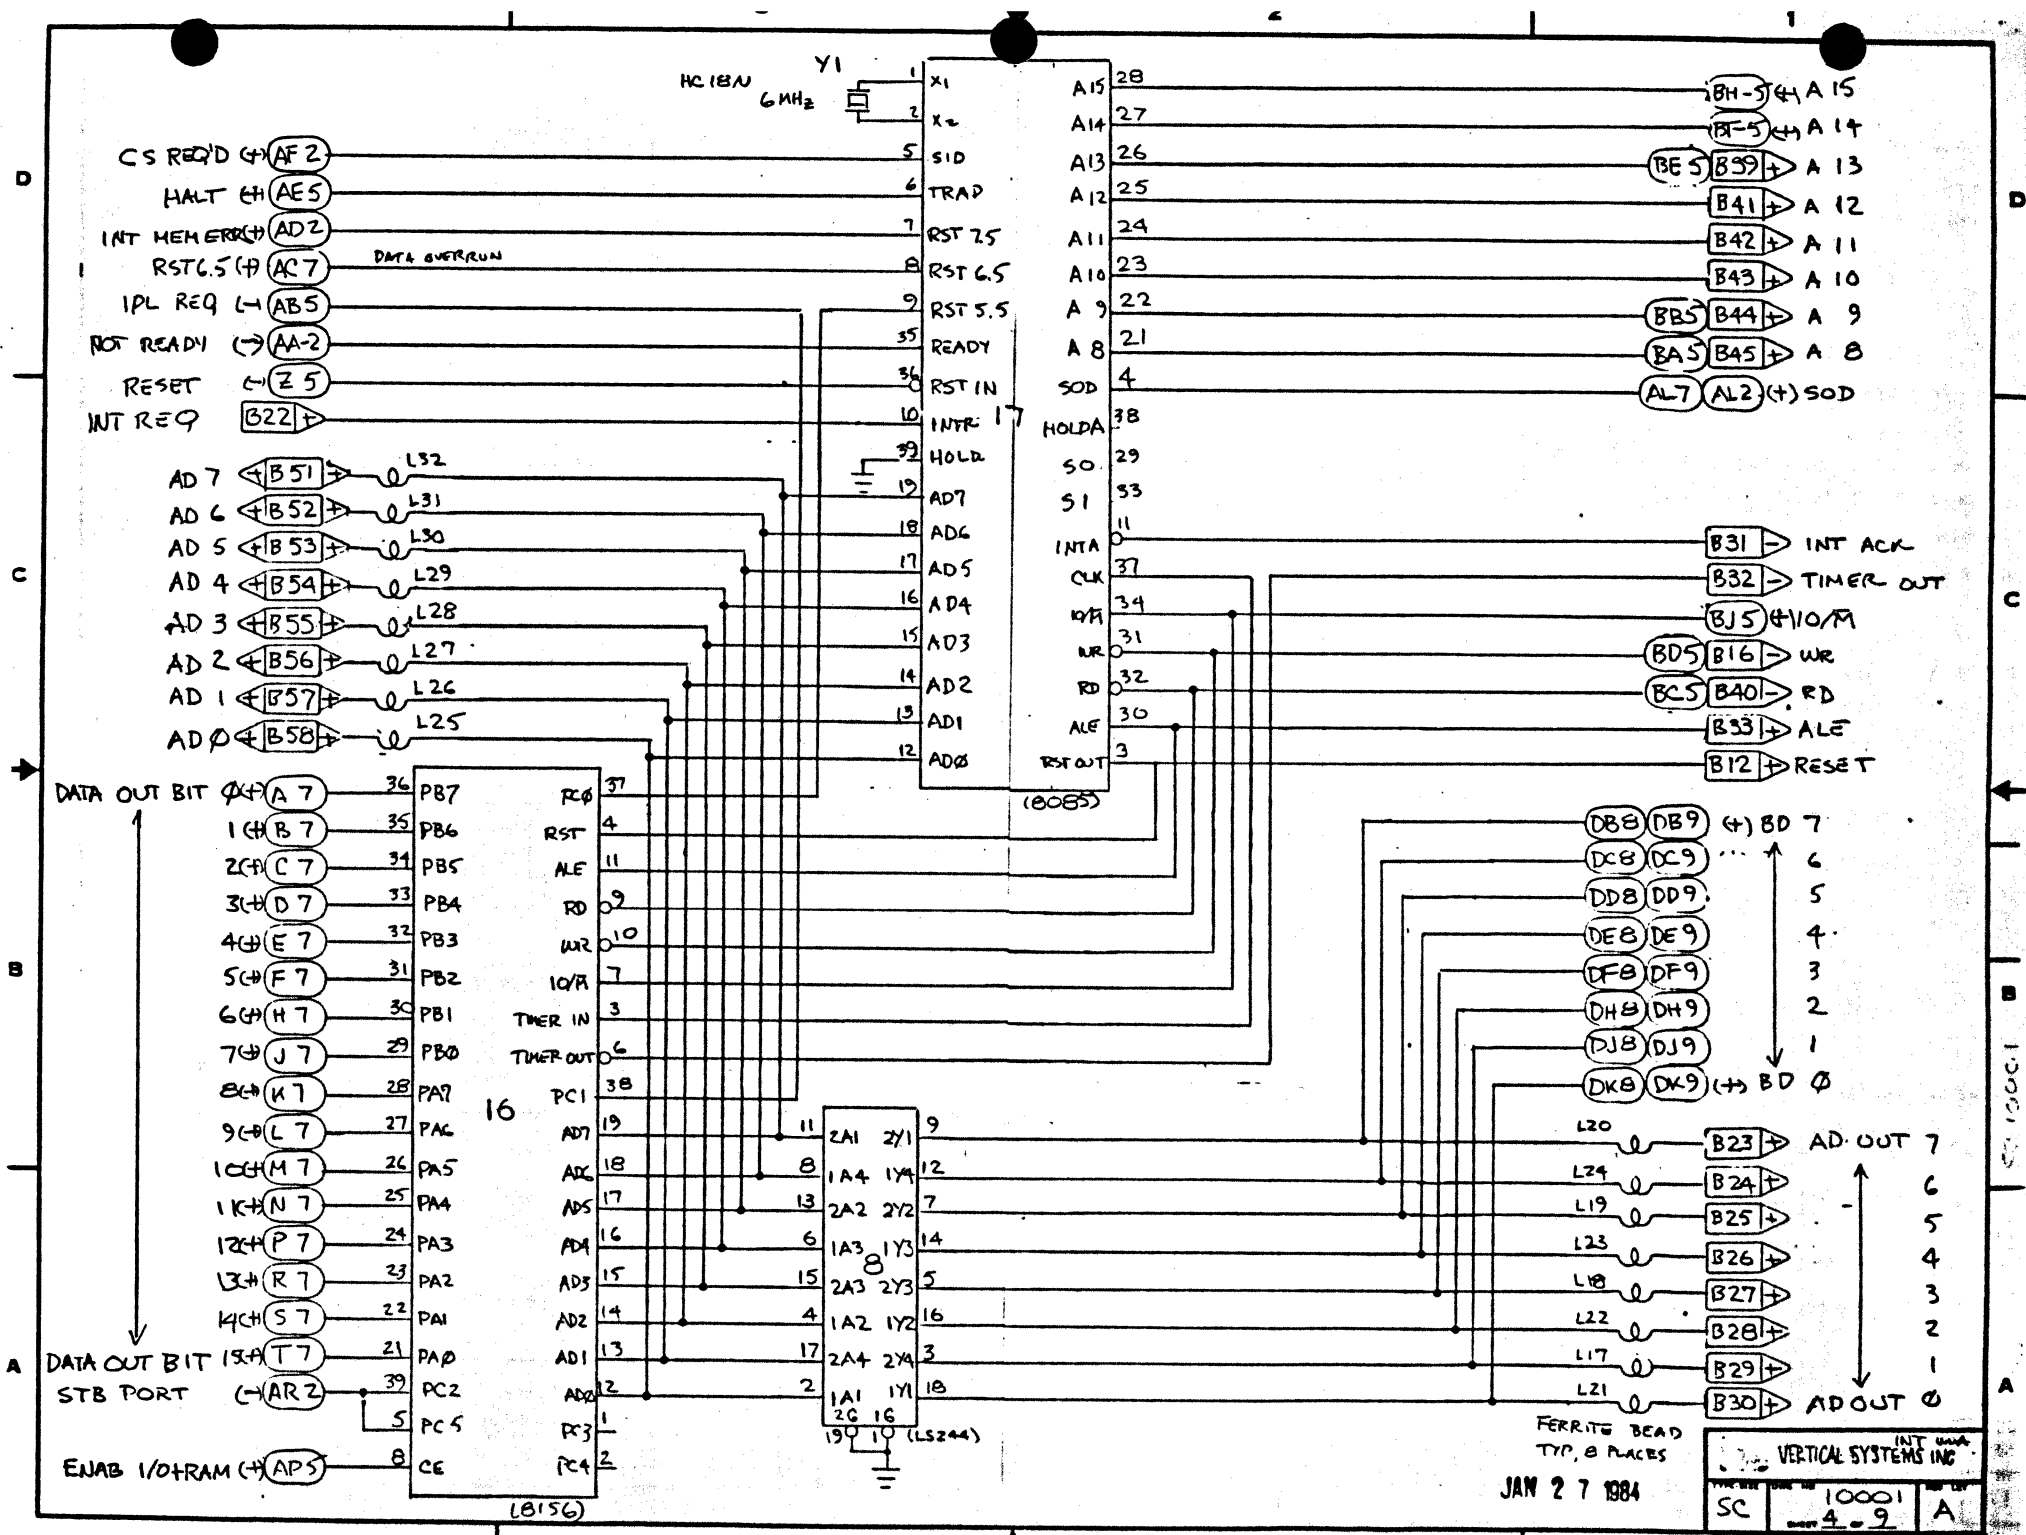 2
1
D
D
C
C
B
B
A
A
HC18N
Y1
6MHz
CS REQ'D (+) AF2
HALT (+) AE5
INT MEM ERR (+) AD2
RST6.5 (+) AC7
DATA OVERRUN
IPL REQ (-) AB5
NOT READY (-) AA-2
RESET (-) Z5
INT REQ B22 +
AD 7 + B51 + L32
AD 6 + B52 + L31
AD 5 + B53 + L30
AD 4 + B54 + L29
AD 3 + B55 + L28
AD 2 + B56 + L27
AD 1 + B57 + L26
AD Ø + B58 + L25
1 X1
2 X2
5 SID
6 TRAP
7 RST 7.5
8 RST 6.5
9 RST 5.5
35 READY
36 RST IN
10 INTR
39 HOLD
19 AD7
18 AD6
17 AD5
16 AD4
15 AD3
14 AD2
13 AD1
12 ADØ
17
(8085)
A15 28
A14 27
A13 26
A12 25
A11 24
A10 23
A 9 22
A 8 21
SOD 4
HOLDA 38
SO 29
S1 33
INTA 11
CLK 37
IO/M̅ 34
WR 31
RD 32
ALE 30
RST OUT 3
BH-5 (+) A 15
BF-5 (+) A 14
BE5 B39 + A 13
B41 + A 12
B42 + A 11
B43 + A 10
BB5 B44 + A 9
BA5 B45 + A 8
AL7 AL2 (+) SOD
B31 - INT ACK
B32 - TIMER OUT
BJ5 (+) IO/M̅
BD5 B16 - WR
BC5 B40 - RD
B33 + ALE
B12 + RESET
DATA OUT BIT Ø (+) A7 36 PB7
1 (+) B7 35 PB6
2 (+) C7 34 PB5
3 (+) D7 33 PB4
4 (+) E7 32 PB3
5 (+) F7 31 PB2
6 (+) H7 30 PB1
7 (+) J7 29 PBØ
8 (+) K7 28 PA7
9 (+) L7 27 PA6
10 (+) M7 26 PA5
11 (+) N7 25 PA4
12 (+) P7 24 PA3
13 (+) R7 23 PA2
14 (+) S7 22 PA1
DATA OUT BIT 15 (+) T7 21 PAØ
STB PORT (-) AR2 39 PC2
5 PC5
ENAB I/O+RAM (+) AP5 8 CE
16
(8156)
PCØ 37
RST 4
ALE 11
RD 9
WR 10
IO/M̅ 7
TIMER IN 3
TIMER OUT 6
PC1 38
AD7 19
AD6 18
AD5 17
AD4 16
AD3 15
AD2 14
AD1 13
ADØ 12
PC3 1
PC4 2
11 2A1 2Y1 9
8 1A4 1Y4 12
13 2A2 2Y2 7
6 1A3 1Y3 14
8
15 2A3 2Y3 5
4 1A2 1Y2 16
17 2A4 2Y4 3
2 1A1 1Y1 18
2G 1G
19 1 (LS244)
DB8 DB9 (+) BD 7
DC8 DC9 6
DD8 DD9 5
DE8 DE9 4
DF8 DF9 3
DH8 DH9 2
DJ8 DJ9 1
DK8 DK9 (+) BD Ø
L20 B23 + AD OUT 7
L24 B24 + 6
L19 B25 + 5
L23 B26 + 4
L18 B27 + 3
L22 B28 + 2
L17 B29 + 1
L21 B30 + AD OUT Ø
FERRITE BEAD
TYP, 8 PLACES
JAN 27 1984
VERTICAL SYSTEMS INC
SC
10001
4 - 9
A